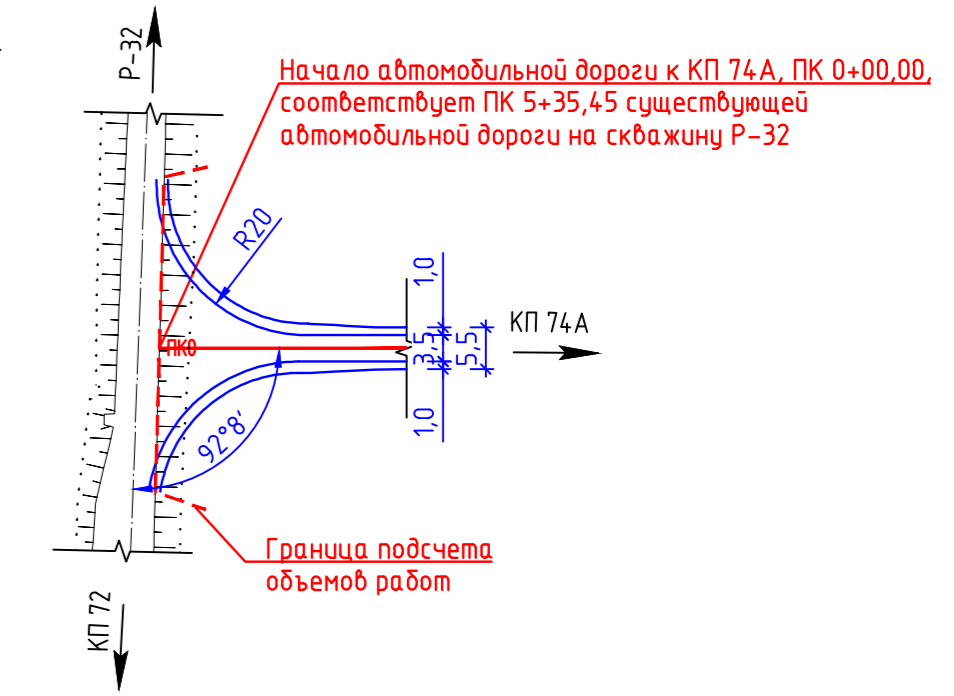 Р-32
Начало автомобильной дороги к КП 74А, ПК 0+00,00,
соответствует ПК 5+35,45 существующей
автомобильной дороги на скважину Р-32
R20
1,0
3,5
5,5
КП 74А
ПК0
1,0
92°8'
Граница подсчета
объемов работ
КП 72